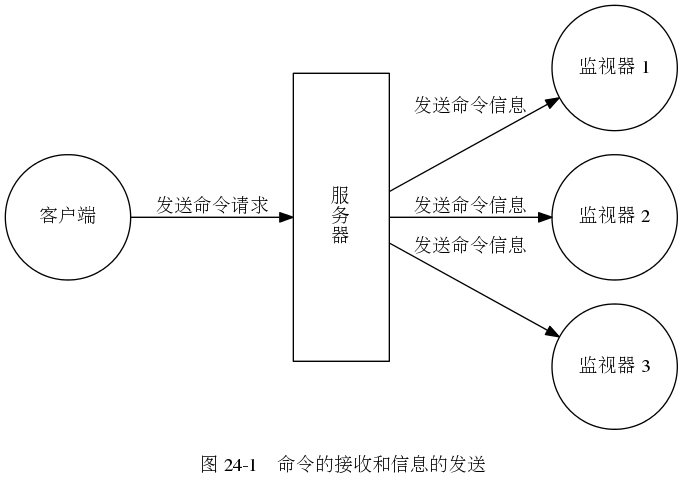 客户端
发送命令请求
服务器
发送命令信息
监视器 1
发送命令信息
监视器 2
发送命令信息
监视器 3
图 24-1 命令的接收和信息的发送